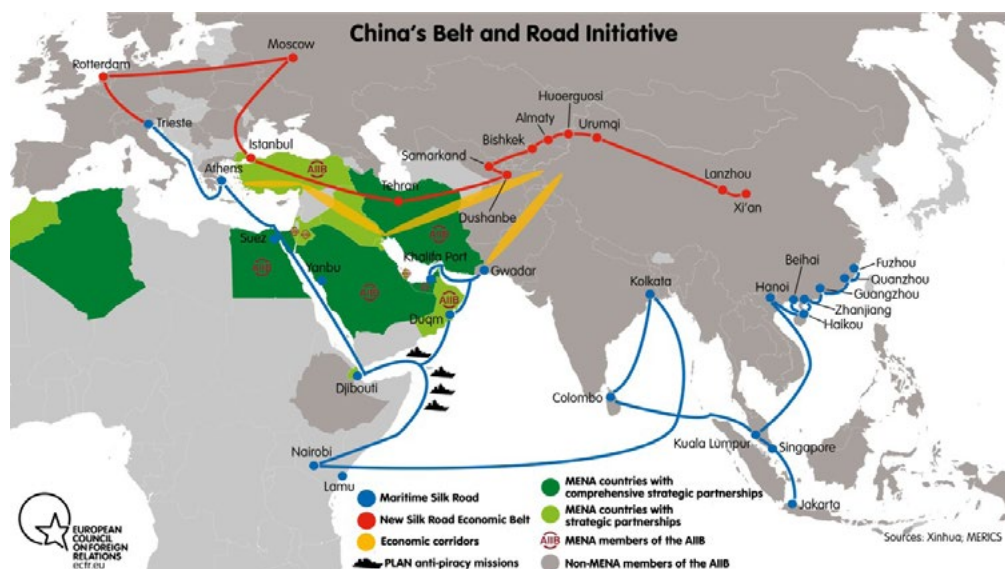 China's Belt and Road Initiative
Moscow
Rotterdam
Trieste
Huoerguosi
Almaty
Urumqi
Bishkek
Istanbul
Samarkand
Lanzhou
Athens
AIIB
Tehran
Xi'an
Dushanbe
AIIB
Suez
Khalifa Port
Gwadar
Beihai
Fuzhou
AIIB
Yanbu
Kolkata
Hanoi
Quanzhou
Guangzhou
AIIB
AIIB
Zhanjiang
Duqm
Haikou
Djibouti
Colombo
Kuala Lumpur
Singapore
Nairobi
Lamu
Jakarta
Maritime Silk Road
New Silk Road Economic Belt
Economic corridors
PLAN anti-piracy missions
MENA countries with
comprehensive strategic partnerships
MENA countries with
strategic partnerships
AIIB
MENA members of the AIIB
Non-MENA members of the AIIB
Sources: Xinhua; MERICS
EUROPEAN
COUNCIL
ON FOREIGN
RELATIONS
ecfr.eu